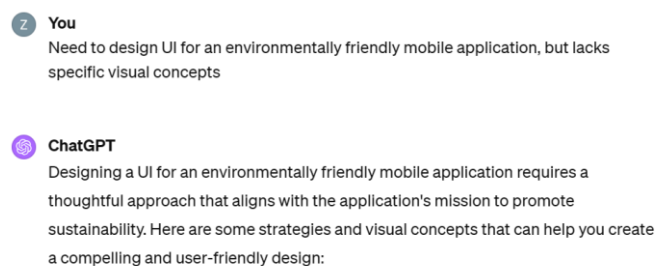 Z
You
Need to design UI for an environmentally friendly mobile application, but lacks
specific visual concepts
ChatGPT
Designing a UI for an environmentally friendly mobile application requires a
thoughtful approach that aligns with the application's mission to promote
sustainability. Here are some strategies and visual concepts that can help you create
a compelling and user-friendly design: